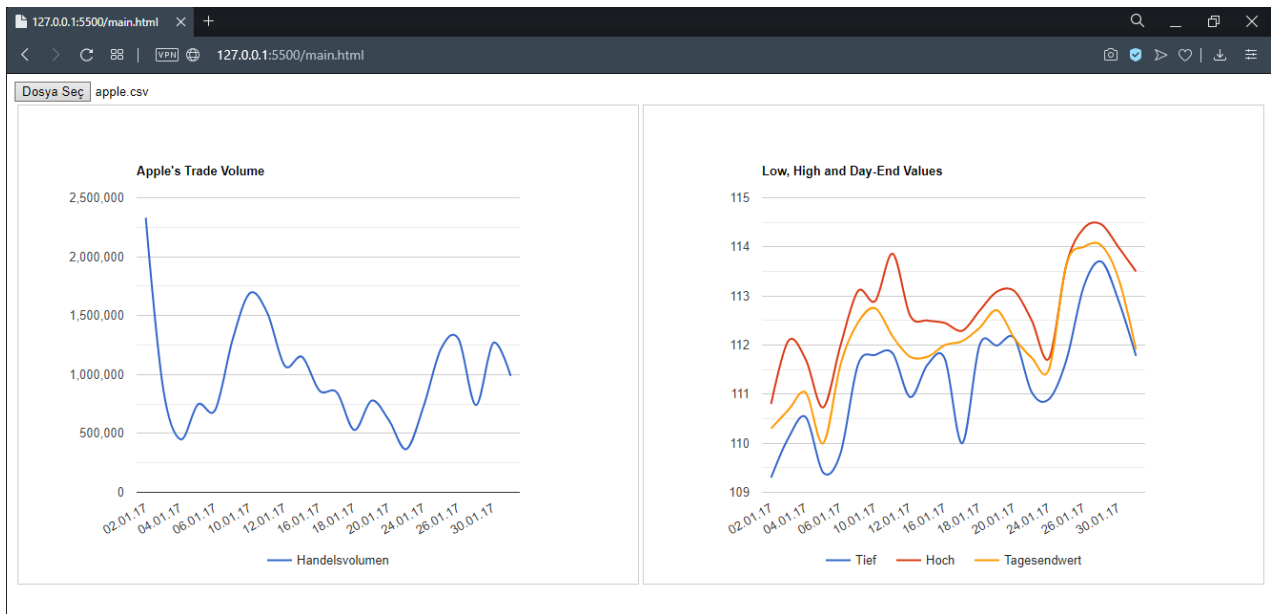 127.0.0.1:5500/main.html
VPN 127.0.0.1:5500/main.html
Dosya Seç apple.csv
Apple's Trade Volume
2,500,000
2,000,000
1,500,000
1,000,000
500,000
0
02.01.17 04.01.17 06.01.17 10.01.17 12.01.17 16.01.17 18.01.17 20.01.17 24.01.17 26.01.17 30.01.17
Handelsvolumen
Low, High and Day-End Values
115
114
113
112
111
110
109
02.01.17 04.01.17 06.01.17 10.01.17 12.01.17 16.01.17 18.01.17 20.01.17 24.01.17 26.01.17 30.01.17
Tief Hoch Tagesendwert